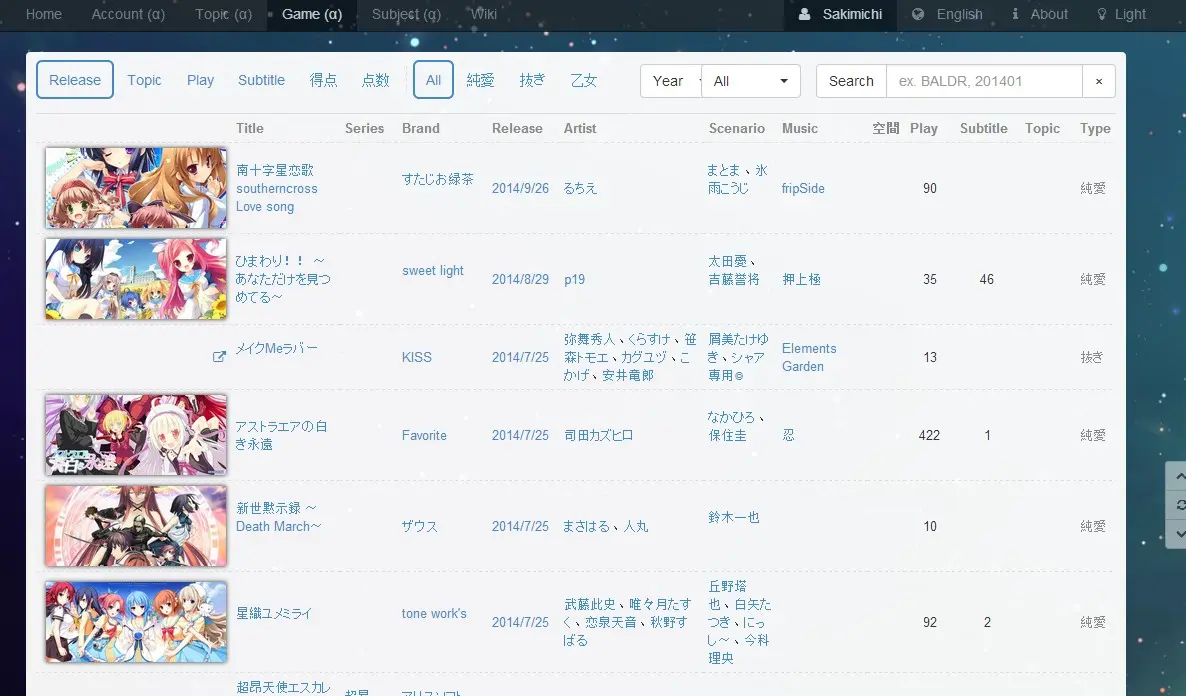 Home Account (α) Topic (α) Game (α) Subject (α) Wiki Sakimichi English About Light
Release Topic Play Subtitle 得点 点数 All 純愛 抜き 乙女 Year All Search ex. BALDR, 201401 ×
Title Series Brand Release Artist Scenario Music 空間 Play Subtitle Topic Type
南十字星恋歌
southerncross
Love song
すたじお緑茶
2014/9/26
るちえ
まとま、氷
雨こうじ
fripSide
90
純愛
ひまわり！！ ～
あなただけを見つ
めてる～
sweet light
2014/8/29
p19
太田憂、
吉藤誉将
押上極
35
46
純愛
メイクMeラバー
KISS
2014/7/25
弥舞秀人、くらすけ、笹
森トモエ、カグユヅ、こ
かげ、安井竜郎
屑美たけゆ
き、シャア
専用◎
Elements
Garden
13
抜き
アストラエアの白
き永遠
Favorite
2014/7/25
司田カズヒロ
なかひろ、
保住圭
忍
422
1
純愛
新世黙示録 ～
Death March～
ザウス
2014/7/25
まさはる、人丸
鈴木一也
10
純愛
星織ユメミライ
tone work's
2014/7/25
武藤此史、唯々月たす
く、恋泉天音、秋野す
ばる
丘野塔
也、白矢た
つき、にっ
し～、今科
理央
92
2
純愛
超昂天使エスカレ
超昂
アリスソフト